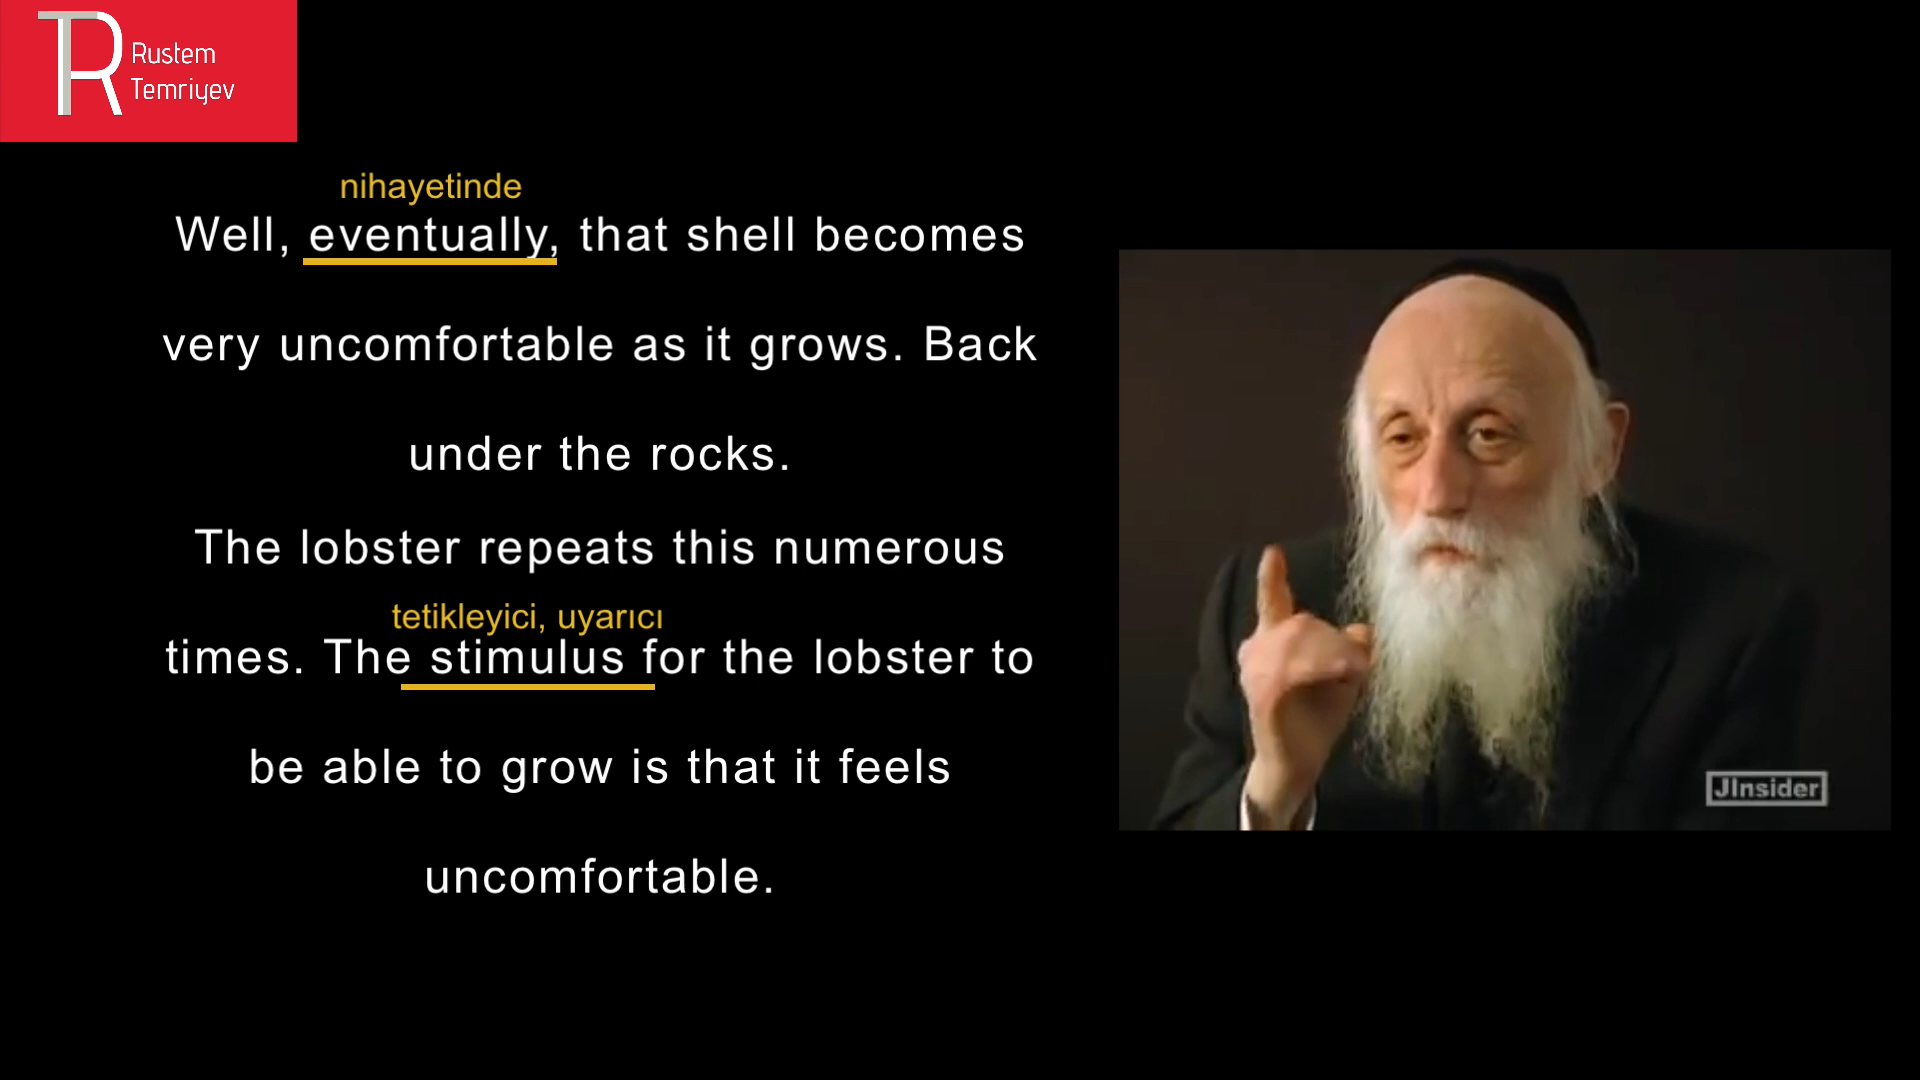 Rustem
Temriyev
nihayetinde
Well, eventually, that shell becomes
very uncomfortable as it grows. Back
under the rocks.
The lobster repeats this numerous
tetikleyici, uyarıcı
times. The stimulus for the lobster to
be able to grow is that it feels
uncomfortable.
JInsider